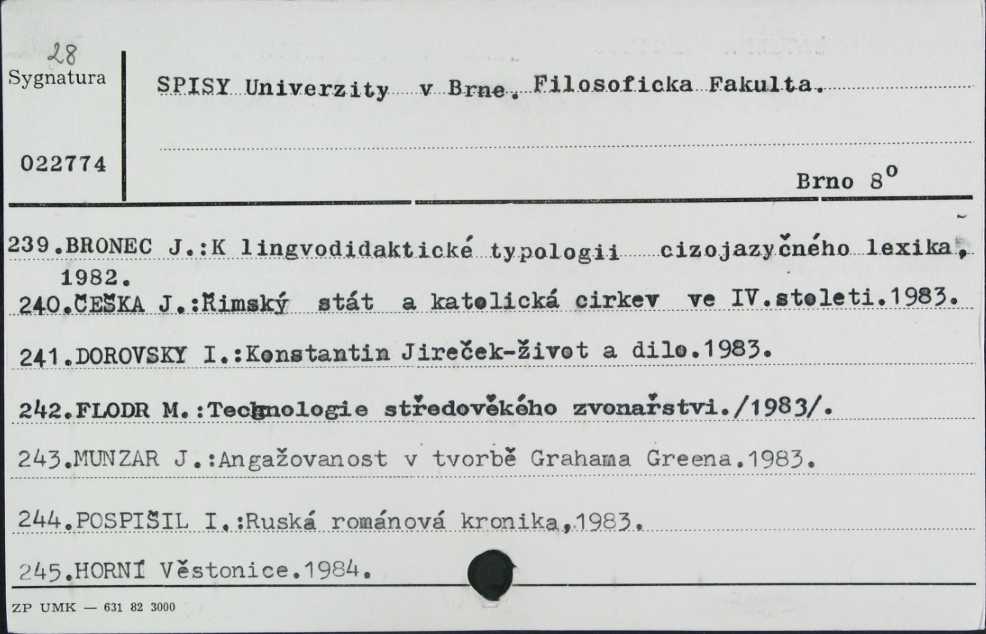 28
Sygnatura
SPISY Univerzity v Brne. Filosoficka Fakulta.
022774
Brno 8º
239.BRONEC J.:K lingvodidaktické typologii cizojazyčného lexika,
1982.
240.ČEŠKA J.:Římský stát a katolická cirkev ve IV.stoleti.1983.
241.DOROVSKY I.:Konstantin Jireček-život a dilo.1983.
242.FLODR M.:Technologie středověkého zvonařstvi./1983/.
243.MUNZAR J.:Angažovanost v tvorbě Grahama Greena.1983.
244.POSPIŠIL I.:Ruská románová kronika,1983.
245.HORNÍ Věstonice.1984.
ZP UMK — 631 82 3000